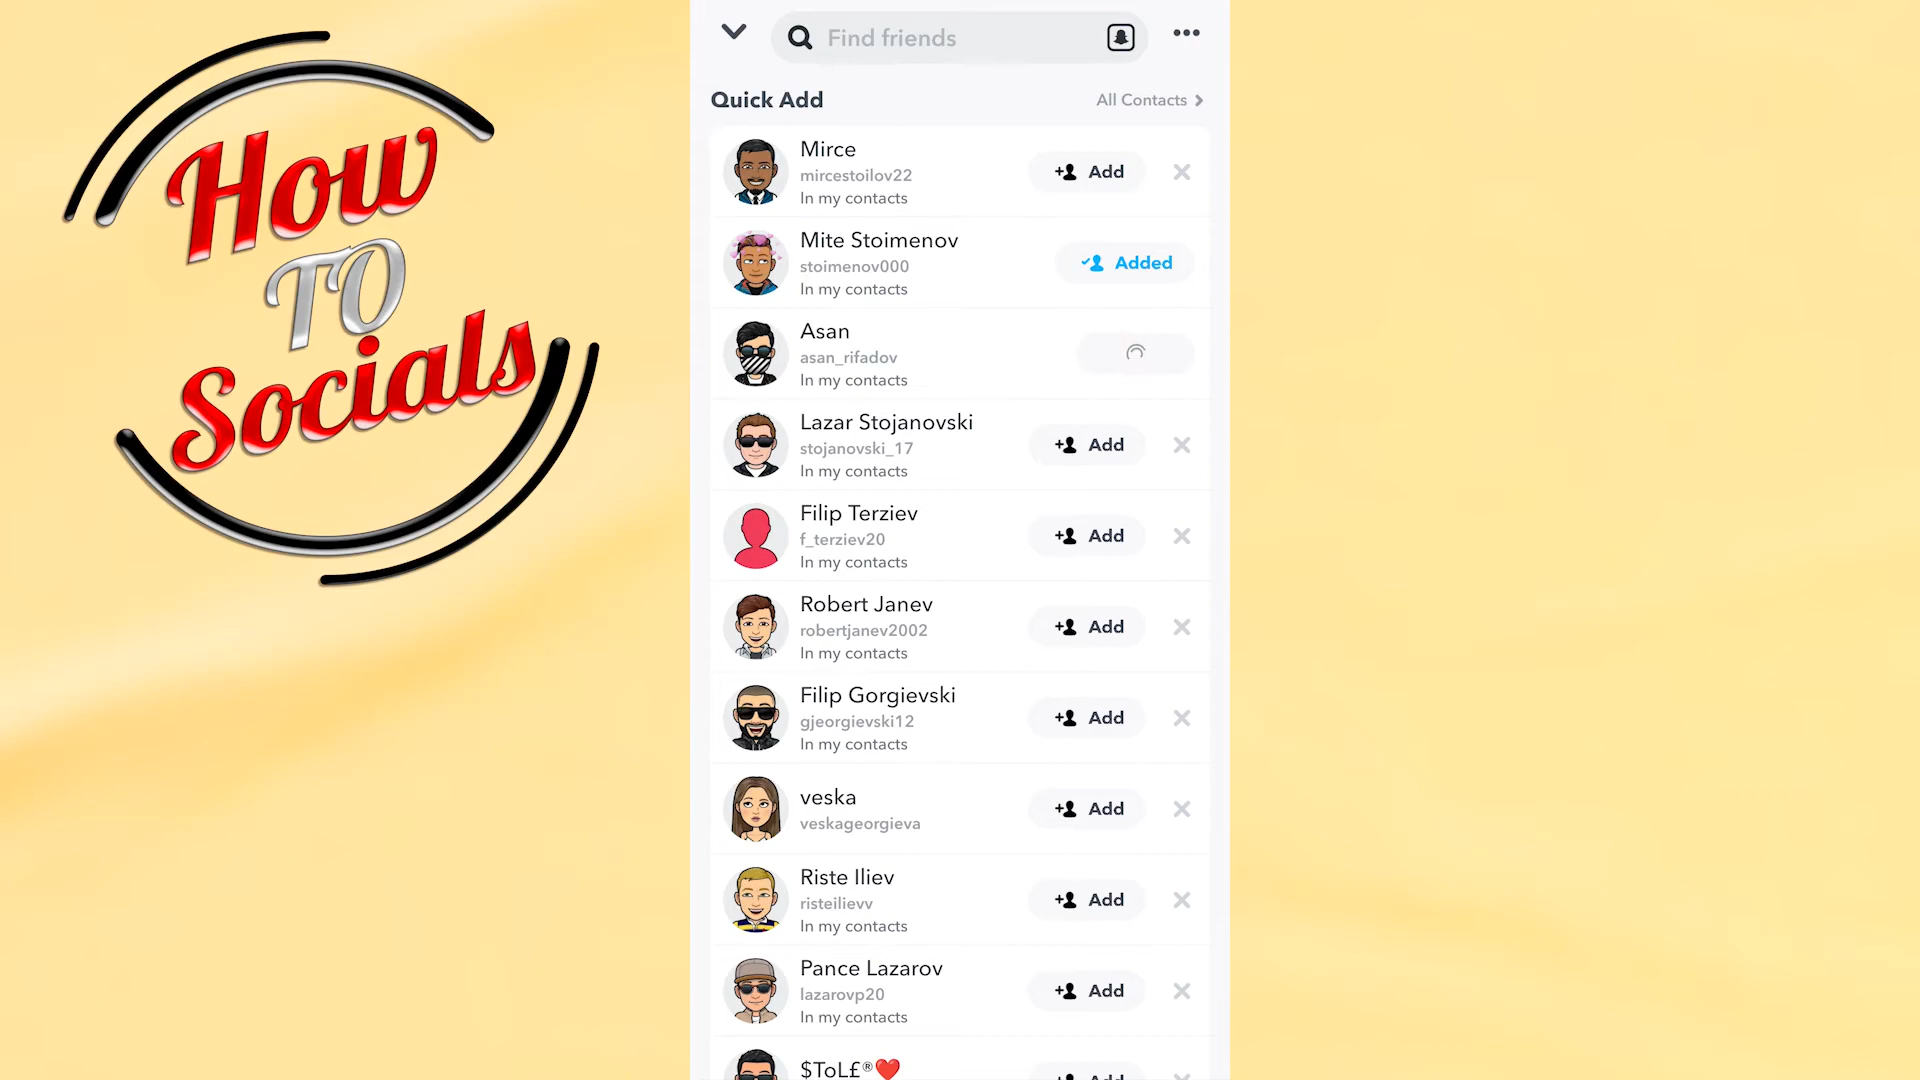 How
TO
Socials
Find friends
Quick Add
All Contacts
Mirce
mircestoilov22
In my contacts
Add
Mite Stoimenov
stoimenov000
In my contacts
Added
Asan
asan_rifadov
In my contacts
Lazar Stojanovski
stojanovski_17
In my contacts
Add
Filip Terziev
f_terziev20
In my contacts
Add
Robert Janev
robertjanev2002
In my contacts
Add
Filip Gorgievski
gjeorgievski12
In my contacts
Add
veska
veskageorgieva
Add
Riste Iliev
risteilievv
In my contacts
Add
Pance Lazarov
lazarovp20
In my contacts
Add
$ToL£®❤️
Add